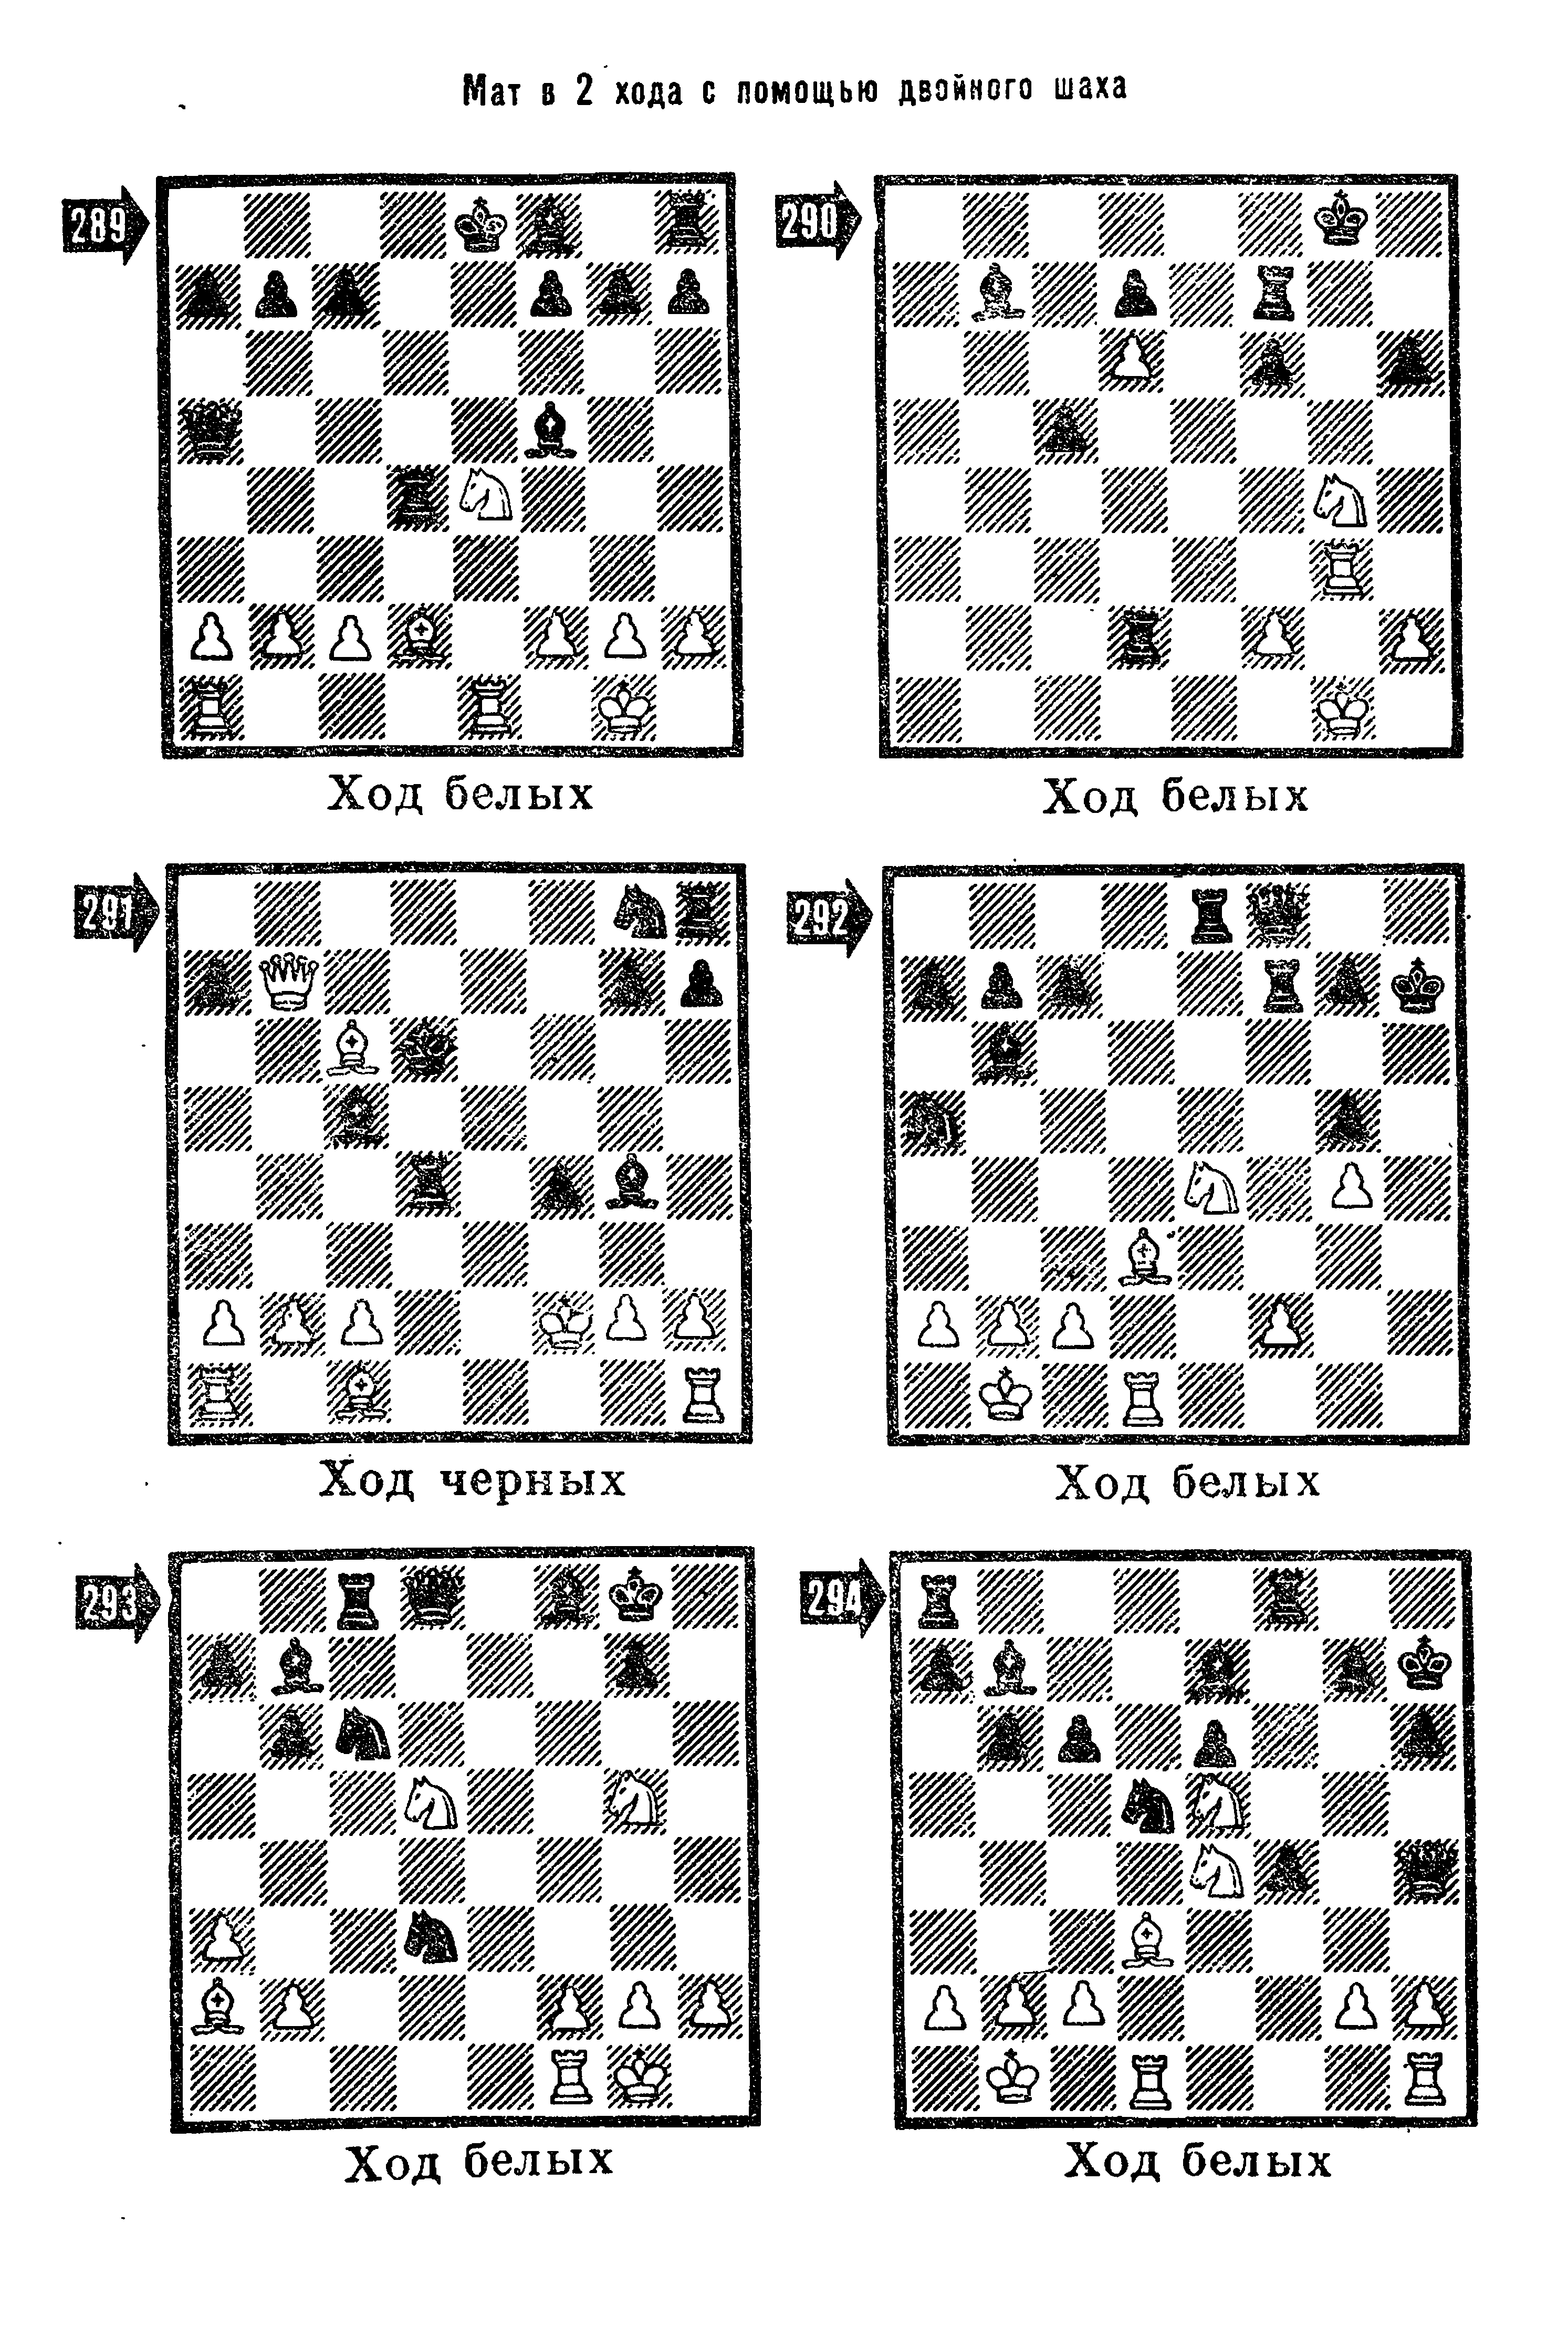 Мат в 2 хода с помощью двойного шаха
289
290
Ход белых
Ход белых
291
292
Ход черных
Ход белых
293
294
Ход белых
Ход белых